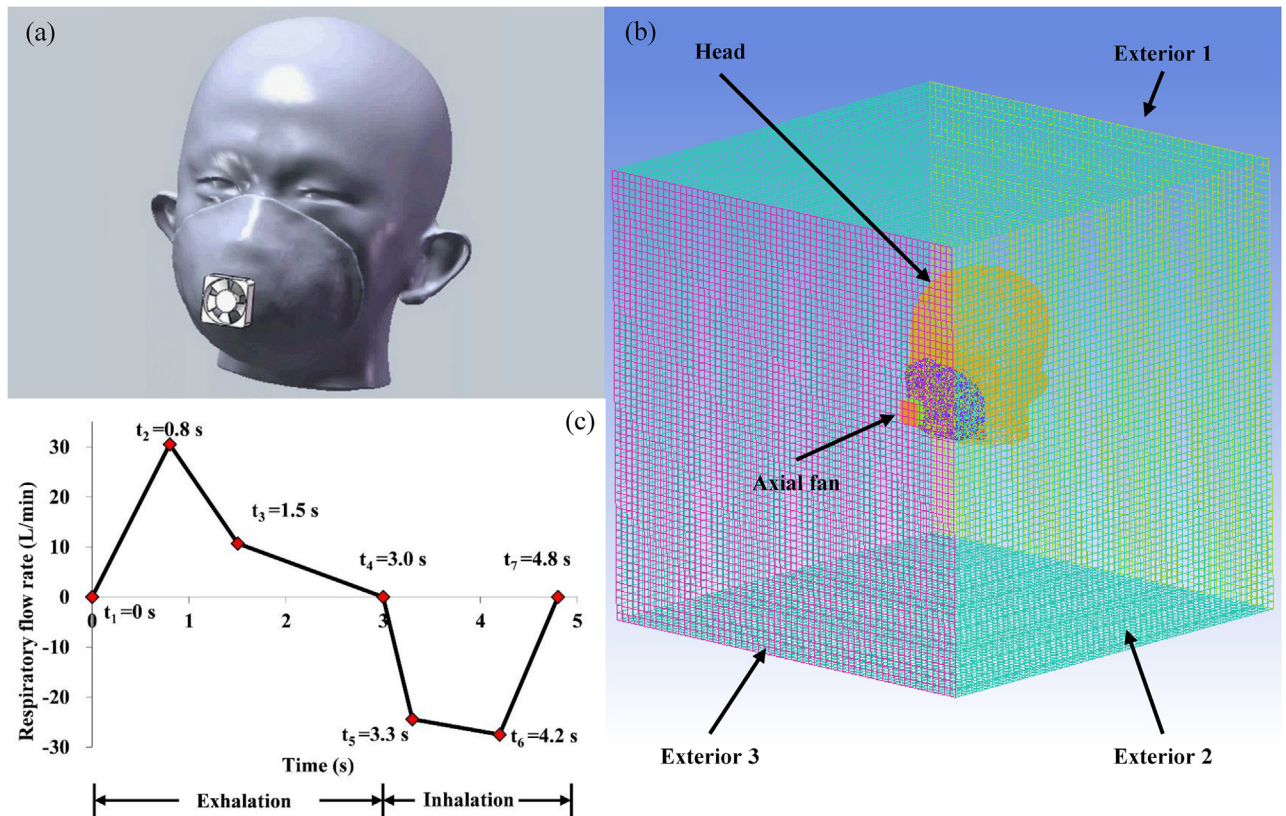 (a)
(b)
Head
Exterior 1
Axial fan
Exterior 3
Exterior 2
(c)
Respiratory flow rate (L/min)
30
20
10
0
-10
-20
-30
t₁=0 s
t₂=0.8 s
t₃=1.5 s
t₄=3.0 s
t₇=4.8 s
0 1 2 3 4 5
t₅=3.3 s
t₆=4.2 s
Time (s)
Exhalation
Inhalation